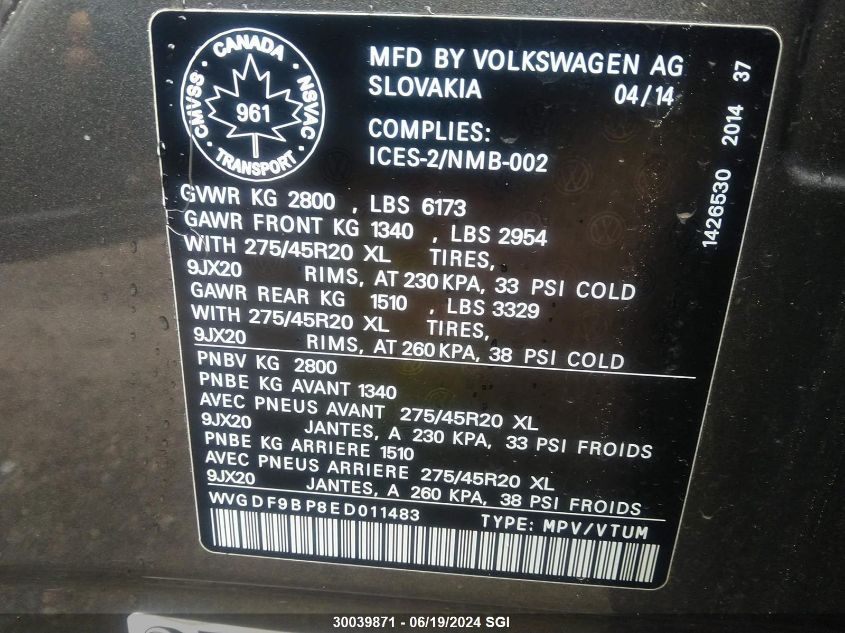 CANADA
CMVSS
NSVAC
961
TRANSPORT
MFD BY VOLKSWAGEN AG
SLOVAKIA 04/14
COMPLIES:
ICES-2/NMB-002
GVWR KG 2800 , LBS 6173
GAWR FRONT KG 1340 , LBS 2954
WITH 275/45R20 XL TIRES,
9JX20 RIMS, AT 230 KPA, 33 PSI COLD
GAWR REAR KG 1510 , LBS 3329
WITH 275/45R20 XL TIRES,
9JX20 RIMS, AT 260 KPA, 38 PSI COLD
PNBV KG 2800
PNBE KG AVANT 1340
AVEC PNEUS AVANT 275/45R20 XL
9JX20 JANTES, A 230 KPA, 33 PSI FROIDS
PNBE KG ARRIERE 1510
AVEC PNEUS ARRIERE 275/45R20 XL
9JX20 JANTES, A 260 KPA, 38 PSI FROIDS
WVGDF9BP8ED011483 TYPE: MPV/VTUM
1426530 2014 37
30039871 - 06/19/2024 SGI